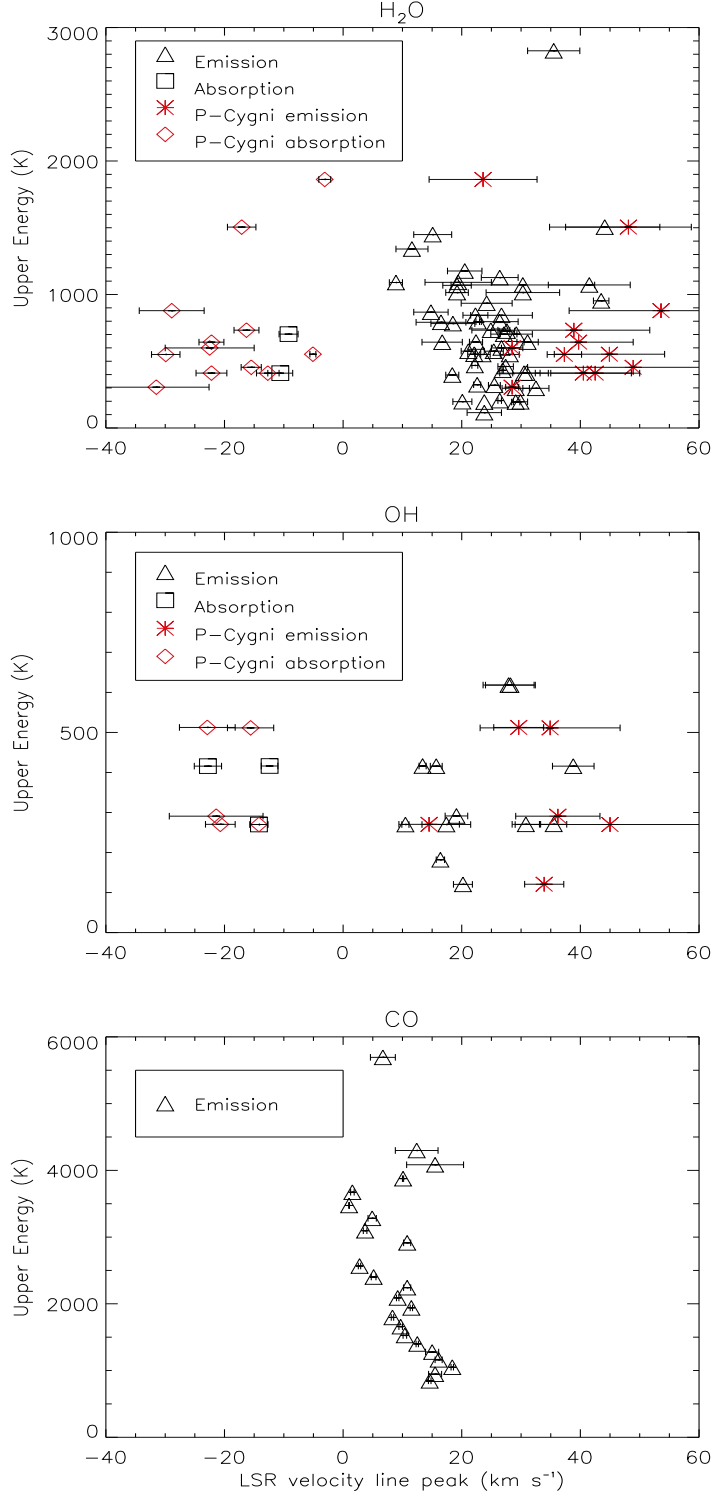 H₂O
3000
2000
1000
0
Upper Energy (K)
Emission
Absorption
P-Cygni emission
P-Cygni absorption
-40 -20 0 20 40 60
OH
1000
500
0
Upper Energy (K)
Emission
Absorption
P-Cygni emission
P-Cygni absorption
-40 -20 0 20 40 60
CO
6000
4000
2000
0
Upper Energy (K)
Emission
-40 -20 0 20 40 60
LSR velocity line peak (km s⁻¹)